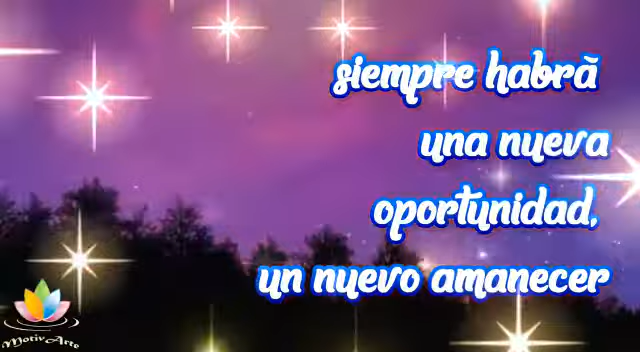 siempre habrá
una nueva
oportunidad,
un nuevo amanecer
MotivArte